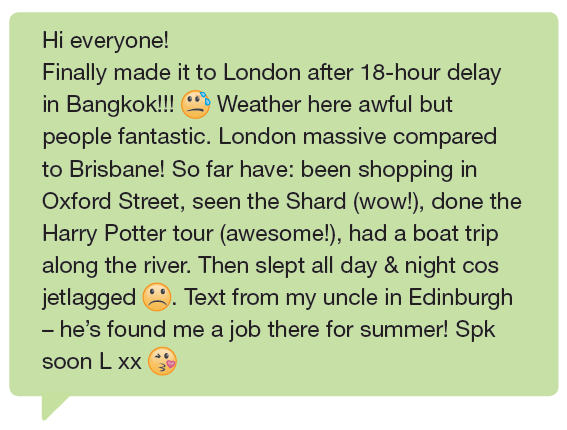 Hi everyone!
Finally made it to London after 18-hour delay
in Bangkok!!! 😓 Weather here awful but
people fantastic. London massive compared
to Brisbane! So far have: been shopping in
Oxford Street, seen the Shard (wow!), done the
Harry Potter tour (awesome!), had a boat trip
along the river. Then slept all day & night cos
jetlagged 🙁. Text from my uncle in Edinburgh
– he’s found me a job there for summer! Spk
soon L xx 😘